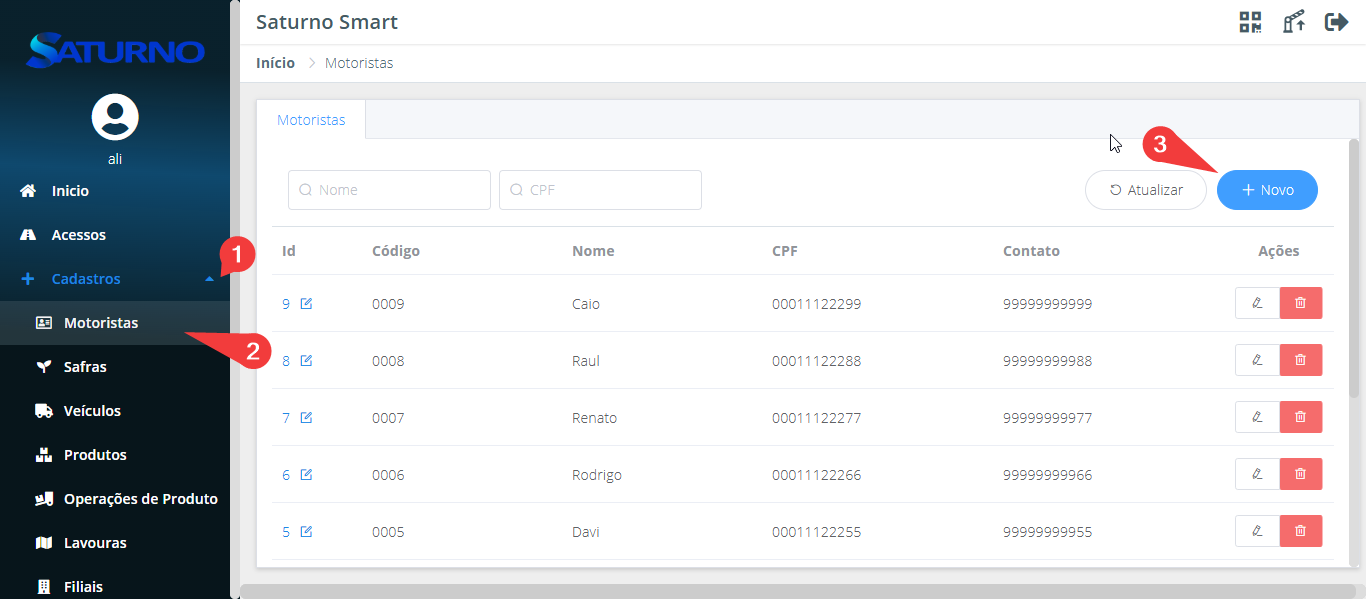 SATURNO
ali
Inicio
Acessos
Cadastros
1
Motoristas
2
Safras
Veículos
Produtos
Operações de Produto
Lavouras
Filiais
Saturno Smart
Início > Motoristas
Motoristas
3
Nome CPF Atualizar + Novo
Id Código Nome CPF Contato Ações
9 0009 Caio 00011122299 99999999999
8 0008 Raul 00011122288 99999999988
7 0007 Renato 00011122277 99999999977
6 0006 Rodrigo 00011122266 99999999966
5 0005 Davi 00011122255 99999999955